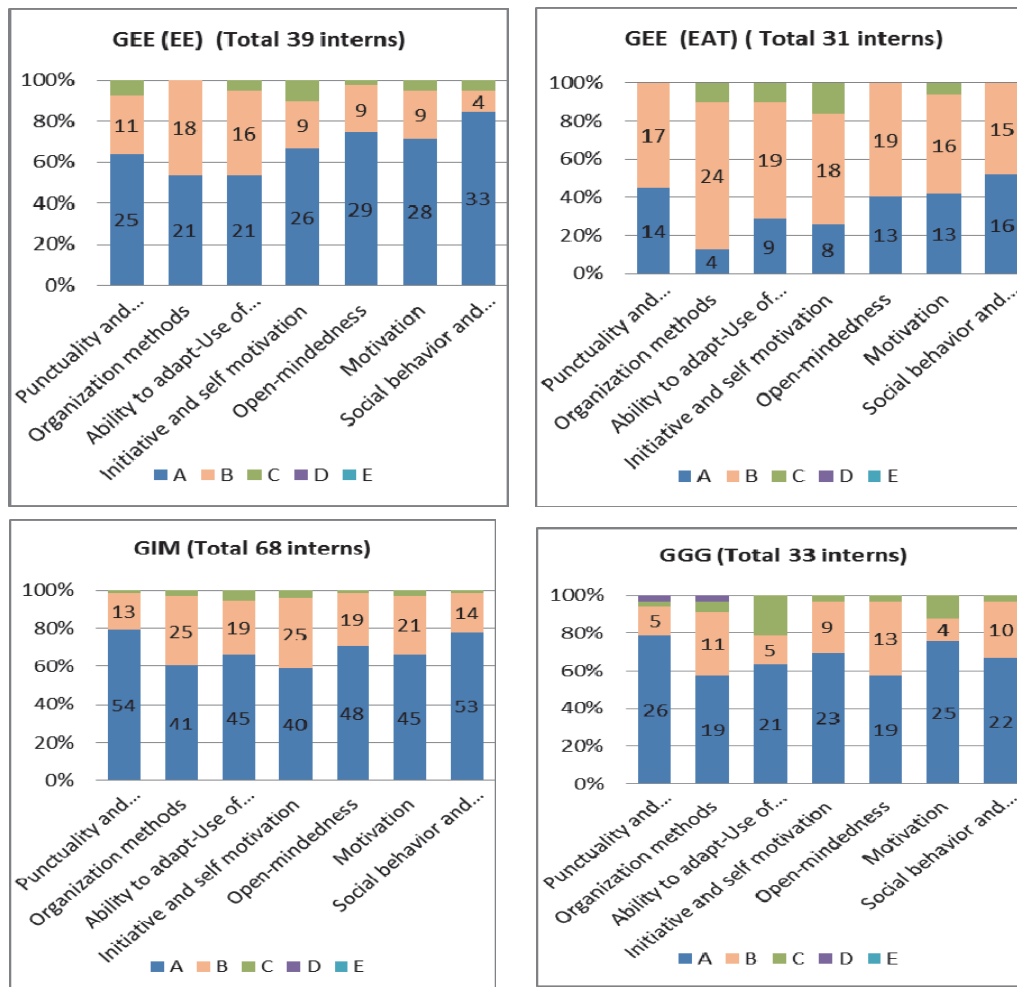 GEE (EE) (Total 39 interns)
100%
80%
60%
40%
20%
0%
11
18
16
9
9
9
4
25
21
21
26
29
28
33
Punctuality and...
Organization methods
Ability to adapt-Use of...
Initiative and self motivation
Open-mindedness
Motivation
Social behavior and...
A B C D E
GEE (EAT) ( Total 31 interns)
100%
80%
60%
40%
20%
0%
17
24
19
18
19
16
15
14
4
9
8
13
13
16
Punctuality and...
Organization methods
Ability to adapt-Use of...
Initiative and self motivation
Open-mindedness
Motivation
Social behavior and...
A B C D E
GIM (Total 68 interns)
100%
80%
60%
40%
20%
0%
13
25
19
25
19
21
14
54
41
45
40
48
45
53
Punctuality and...
Organization methods
Ability to adapt-Use of...
Initiative and self motivation
Open-mindedness
Motivation
Social behavior and...
A B C D E
GGG (Total 33 interns)
100%
80%
60%
40%
20%
0%
5
11
5
9
13
4
10
26
19
21
23
19
25
22
Punctuality and...
Organization methods
Ability to adapt-Use of...
Initiative and self motivation
Open-mindedness
Motivation
Social behavior and...
A B C D E